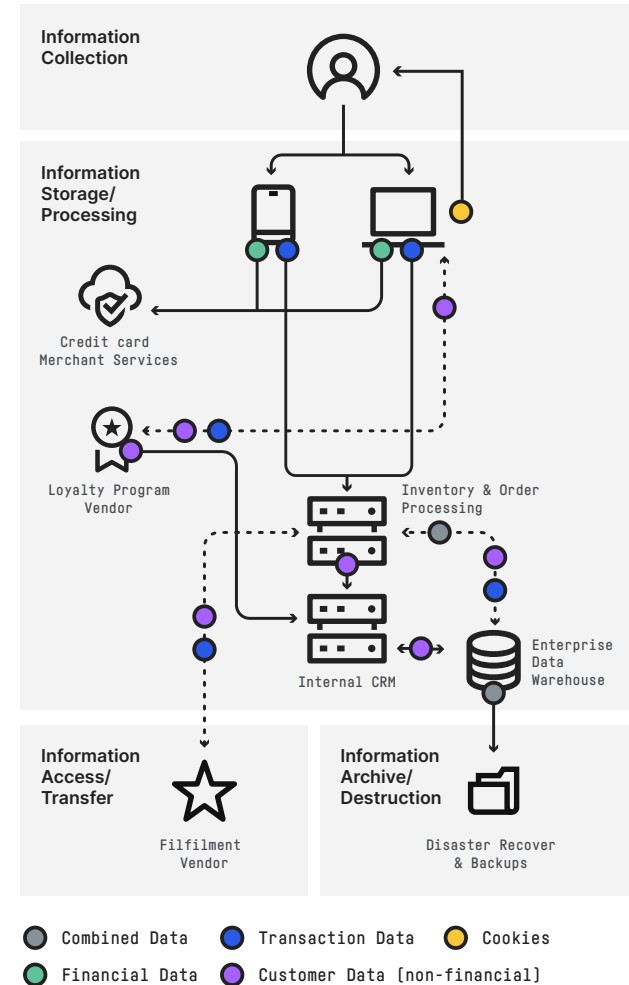 Information
Collection
Information
Storage/
Processing
Credit card
Merchant Services
Loyalty Program
Vendor
Inventory & Order
Processing
Internal CRM
Enterprise
Data
Warehouse
Information
Access/
Transfer
Filfilment
Vendor
Information
Archive/
Destruction
Disaster Recover
& Backups
Combined Data
Transaction Data
Cookies
Financial Data
Customer Data (non-financial)